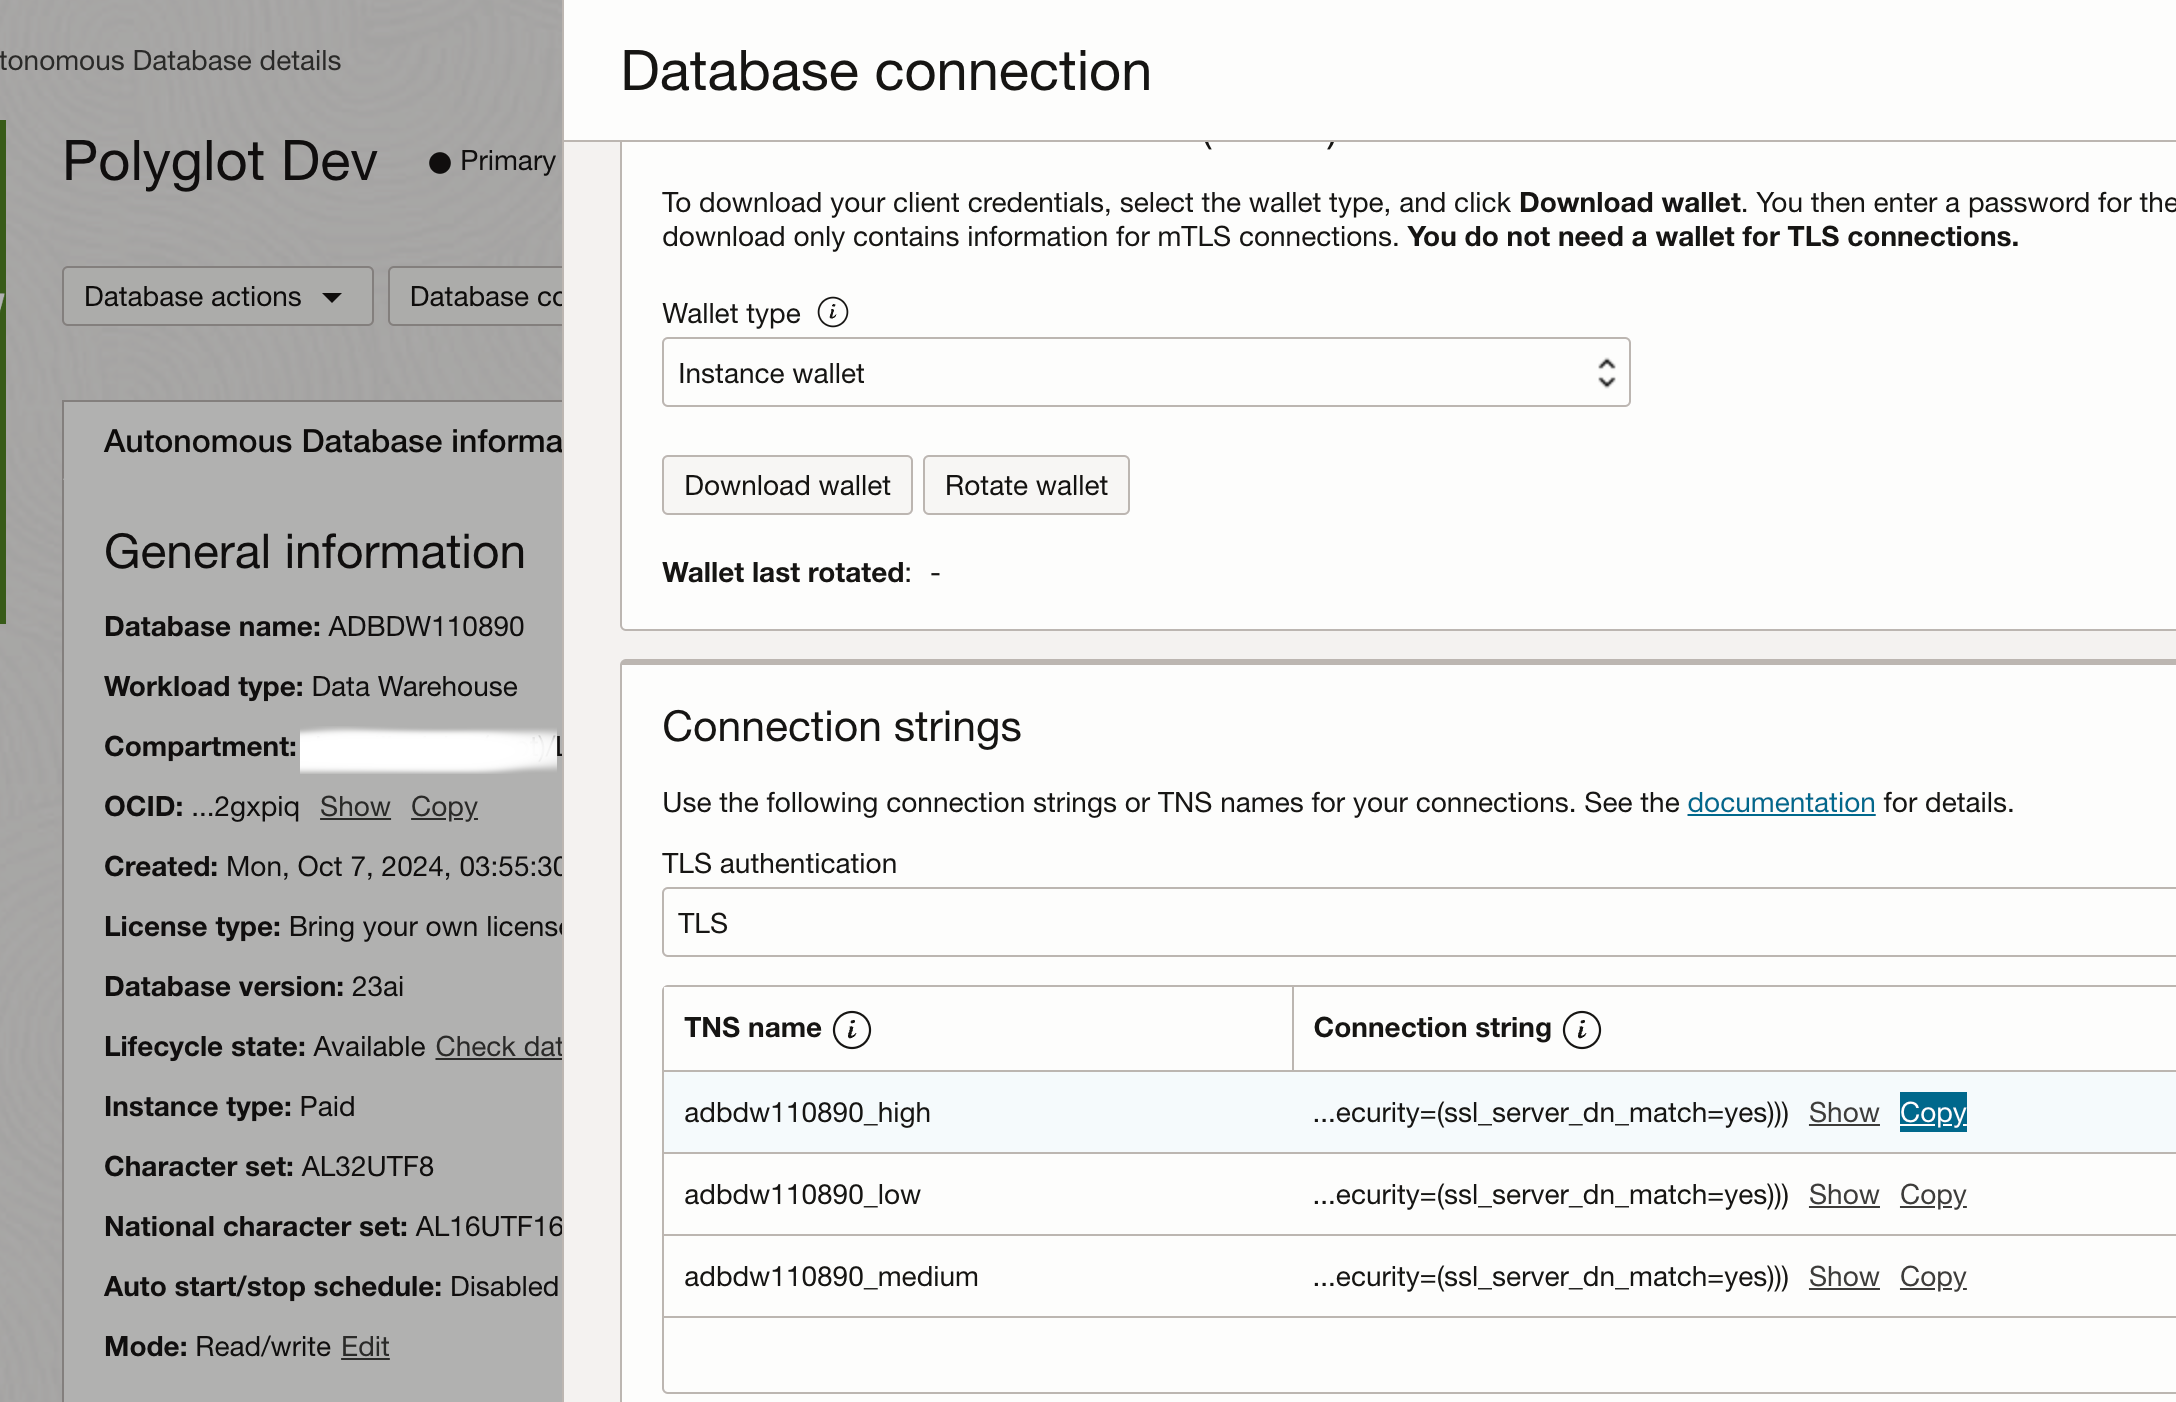 tonomous Database details
Polyglot Dev
Primary
Database actions
Database co
Autonomous Database informa
General information
Database name: ADBDW110890
Workload type: Data Warehouse
Compartment:
OCID: ...2gxpiq Show Copy
Created: Mon, Oct 7, 2024, 03:55:30
License type: Bring your own license
Database version: 23ai
Lifecycle state: Available Check dat
Instance type: Paid
Character set: AL32UTF8
National character set: AL16UTF16
Auto start/stop schedule: Disabled
Mode: Read/write Edit
Database connection
To download your client credentials, select the wallet type, and click Download wallet. You then enter a password for the
download only contains information for mTLS connections. You do not need a wallet for TLS connections.
Wallet type
Instance wallet
Download wallet Rotate wallet
Wallet last rotated: -
Connection strings
Use the following connection strings or TNS names for your connections. See the documentation for details.
TLS authentication
TLS
TNS name Connection string
adbdw110890_high ...ecurity=(ssl_server_dn_match=yes))) Show Copy
adbdw110890_low ...ecurity=(ssl_server_dn_match=yes))) Show Copy
adbdw110890_medium ...ecurity=(ssl_server_dn_match=yes))) Show Copy